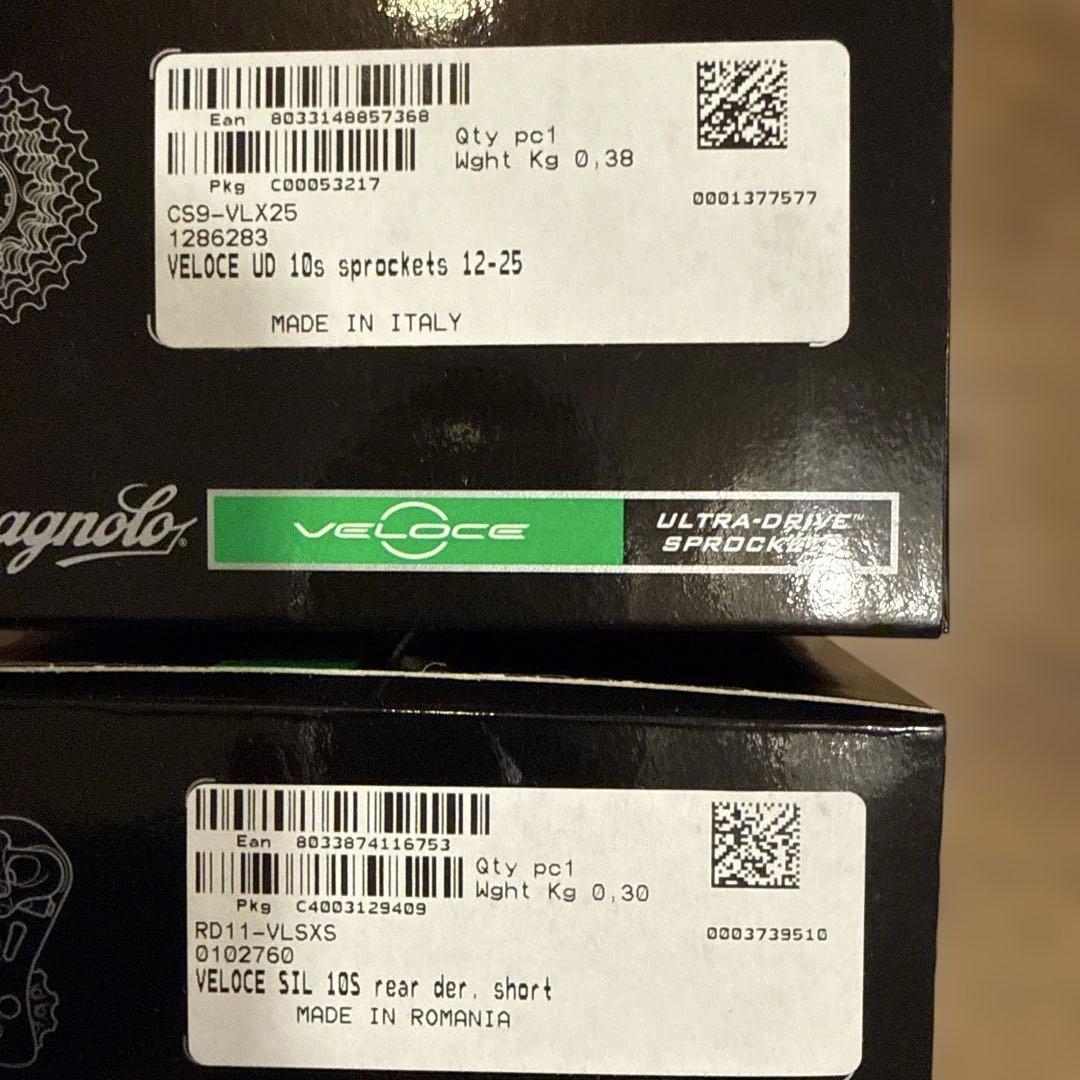 Ean 8033148857368
Qty pc1
Wght Kg 0,38
Pkg C00053217
0001377577
CS9-VLX25
1286283
VELOCE UD 10s sprockets 12-25
MADE IN ITALY
agnolo
VELOCE
ULTRA-DRIVE™
Ean 8033874116753
Qty pc1
Wght Kg 0,30
Pkg C4003129409
0003739510
RD11-VLSXS
0102760
VELOCE SIL 10S rear der. short
MADE IN ROMANIA